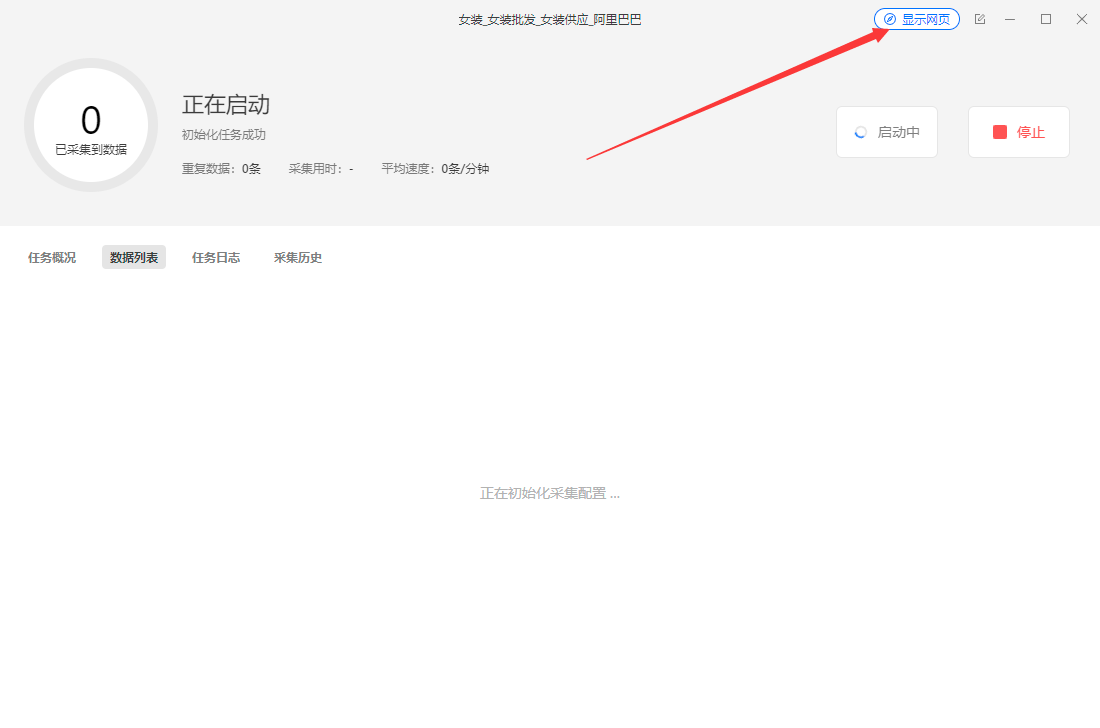 女装_女装批发_女装供应_阿里巴巴
显示网页
0
已采集到数据
正在启动
初始化任务成功
重复数据：0条 采集用时：- 平均速度：0条/分钟
启动中
停止
任务概况 数据列表 任务日志 采集历史
正在初始化采集配置 ...